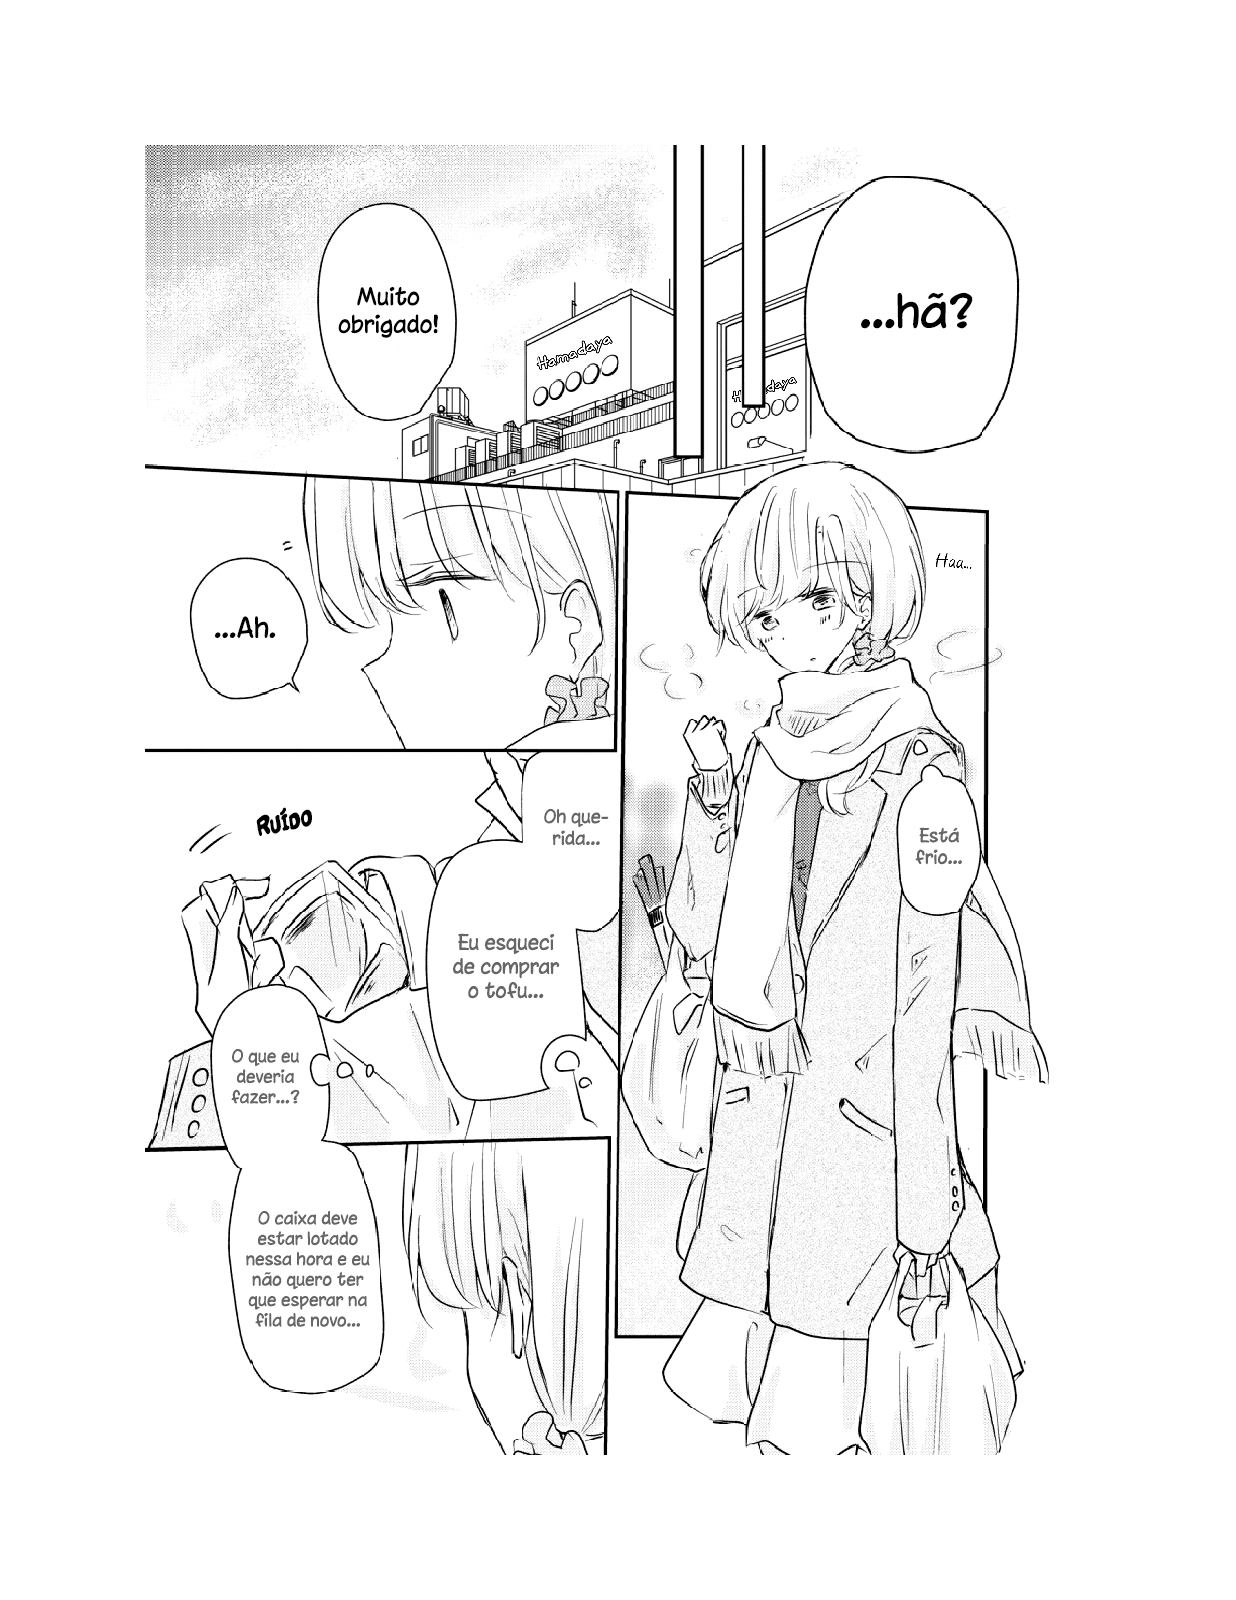 ...hã?
Muito
obrigado!
Hamadaya
Hamadaya
Haa...
Está
frio...
...Ah.
Oh que-
rida...
Ruído
Eu esqueci
de comprar
o tofu...
O que eu
deveria
fazer...?
O caixa deve
estar lotado
nessa hora e eu
não quero ter
que esperar na
fila de novo...